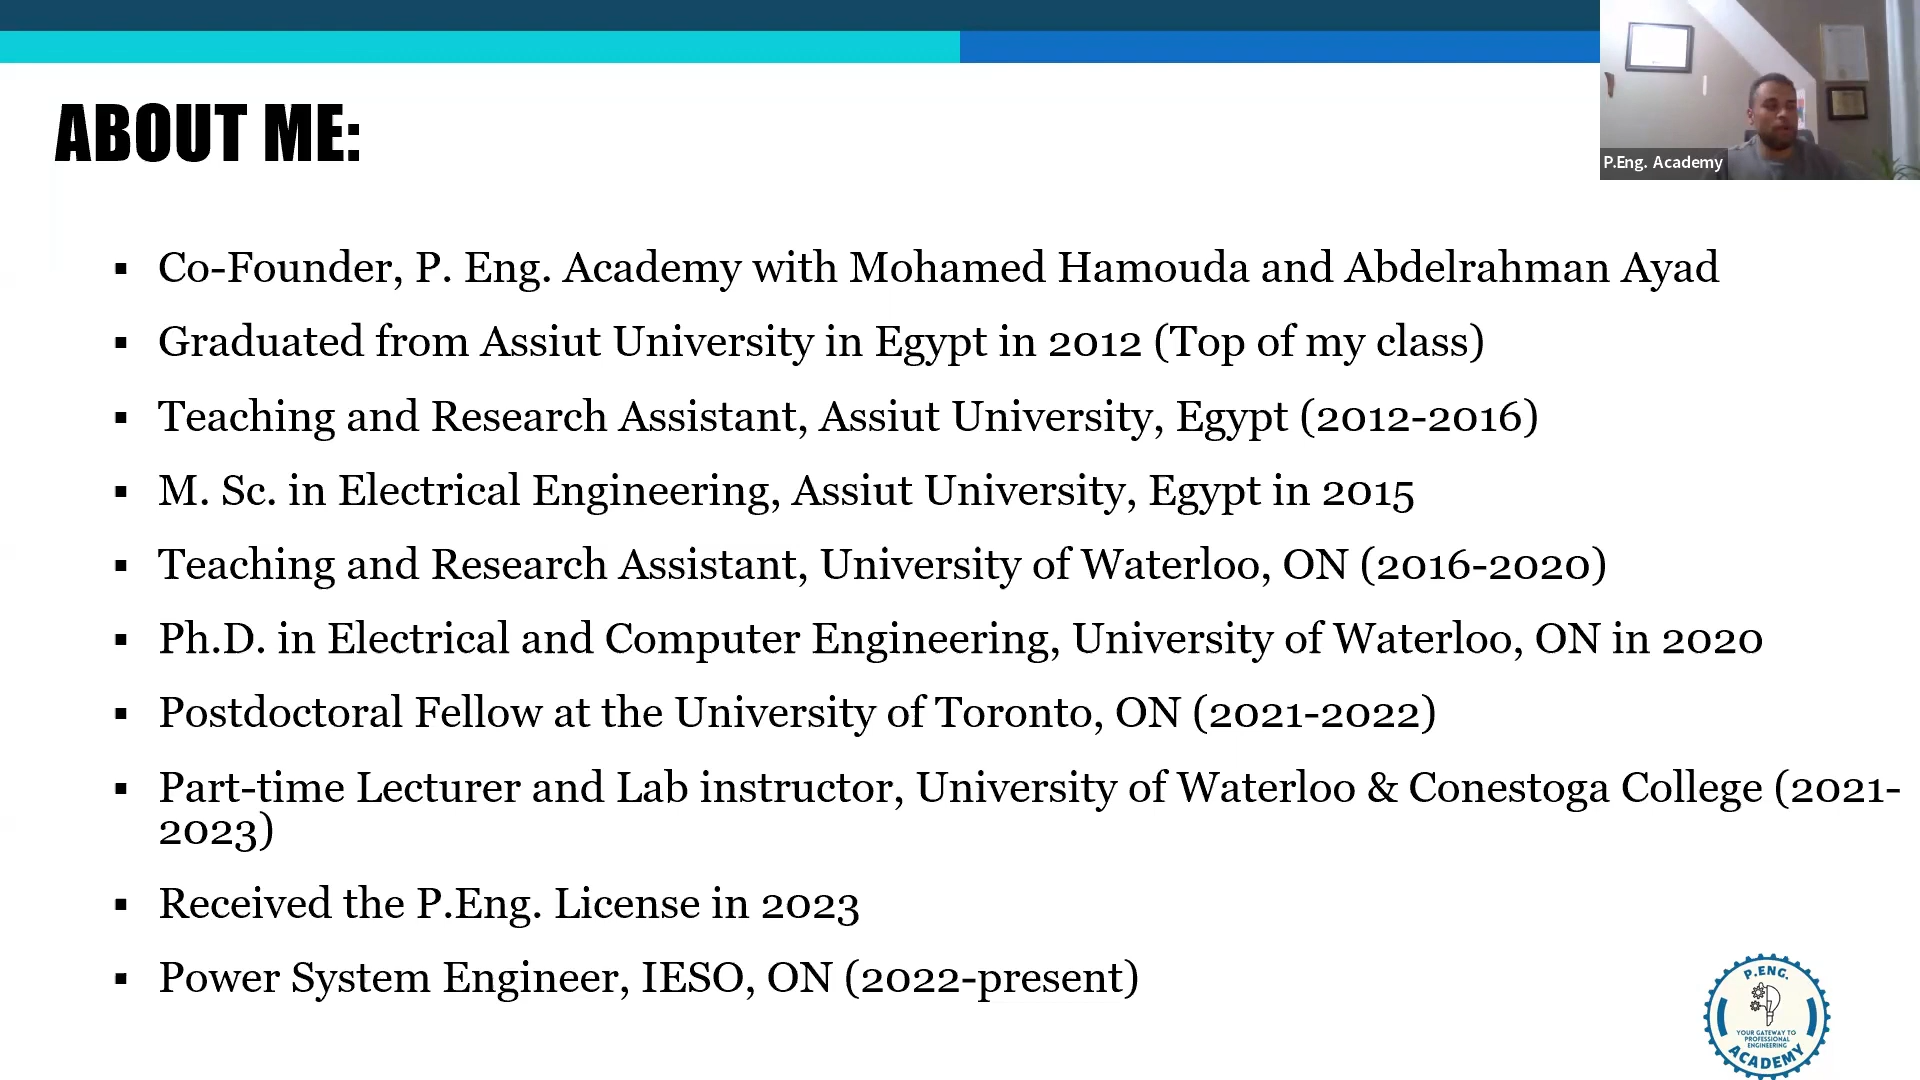 P.Eng. Academy
ABOUT ME:
▪ Co-Founder, P. Eng. Academy with Mohamed Hamouda and Abdelrahman Ayad
▪ Graduated from Assiut University in Egypt in 2012 (Top of my class)
▪ Teaching and Research Assistant, Assiut University, Egypt (2012-2016)
▪ M. Sc. in Electrical Engineering, Assiut University, Egypt in 2015
▪ Teaching and Research Assistant, University of Waterloo, ON (2016-2020)
▪ Ph.D. in Electrical and Computer Engineering, University of Waterloo, ON in 2020
▪ Postdoctoral Fellow at the University of Toronto, ON (2021-2022)
▪ Part-time Lecturer and Lab instructor, University of Waterloo & Conestoga College (2021-
2023)
▪ Received the P.Eng. License in 2023
▪ Power System Engineer, IESO, ON (2022-present)
P.ENG.
YOUR GATEWAY TO
PROFESSIONAL
ENGINEERING
ACADEMY